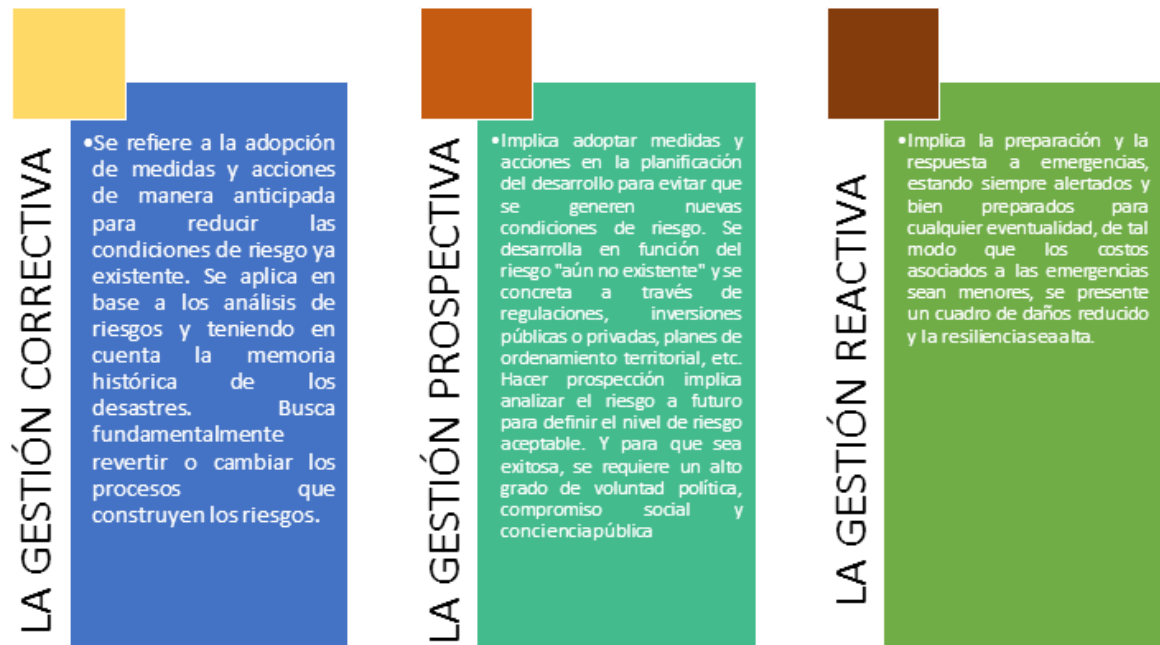 LA GESTIÓN CORRECTIVA
•Se refiere a la adopción
de medidas y acciones
de manera anticipada
para reducir las
condiciones de riesgo ya
existente. Se aplica en
base a los análisis de
riesgos y teniendo en
cuenta la memoria
histórica de los
desastres. Busca
fundamentalmente
revertir o cambiar los
procesos que
construyen los riesgos.
LA GESTIÓN PROSPECTIVA
•Implica adoptar medidas y
acciones en la planificación
del desarrollo para evitar que
se generen nuevas
condiciones de riesgo. Se
desarrolla en función del
riesgo "aún no existente" y se
concreta a través de
regulaciones, inversiones
públicas o privadas, planes de
ordenamiento territorial, etc.
Hacer prospección implica
analizar el riesgo a futuro
para definir el nivel de riesgo
aceptable. Y para que sea
exitosa, se requiere un alto
grado de voluntad política,
compromiso social y
conciencia pública
LA GESTIÓN REACTIVA
•Implica la preparación y la
respuesta a emergencias,
estando siempre alertados y
bien preparados para
cualquier eventualidad, de tal
modo que los costos
asociados a las emergencias
sean menores, se presente
un cuadro de daños reducido
y la resiliencia sea alta.